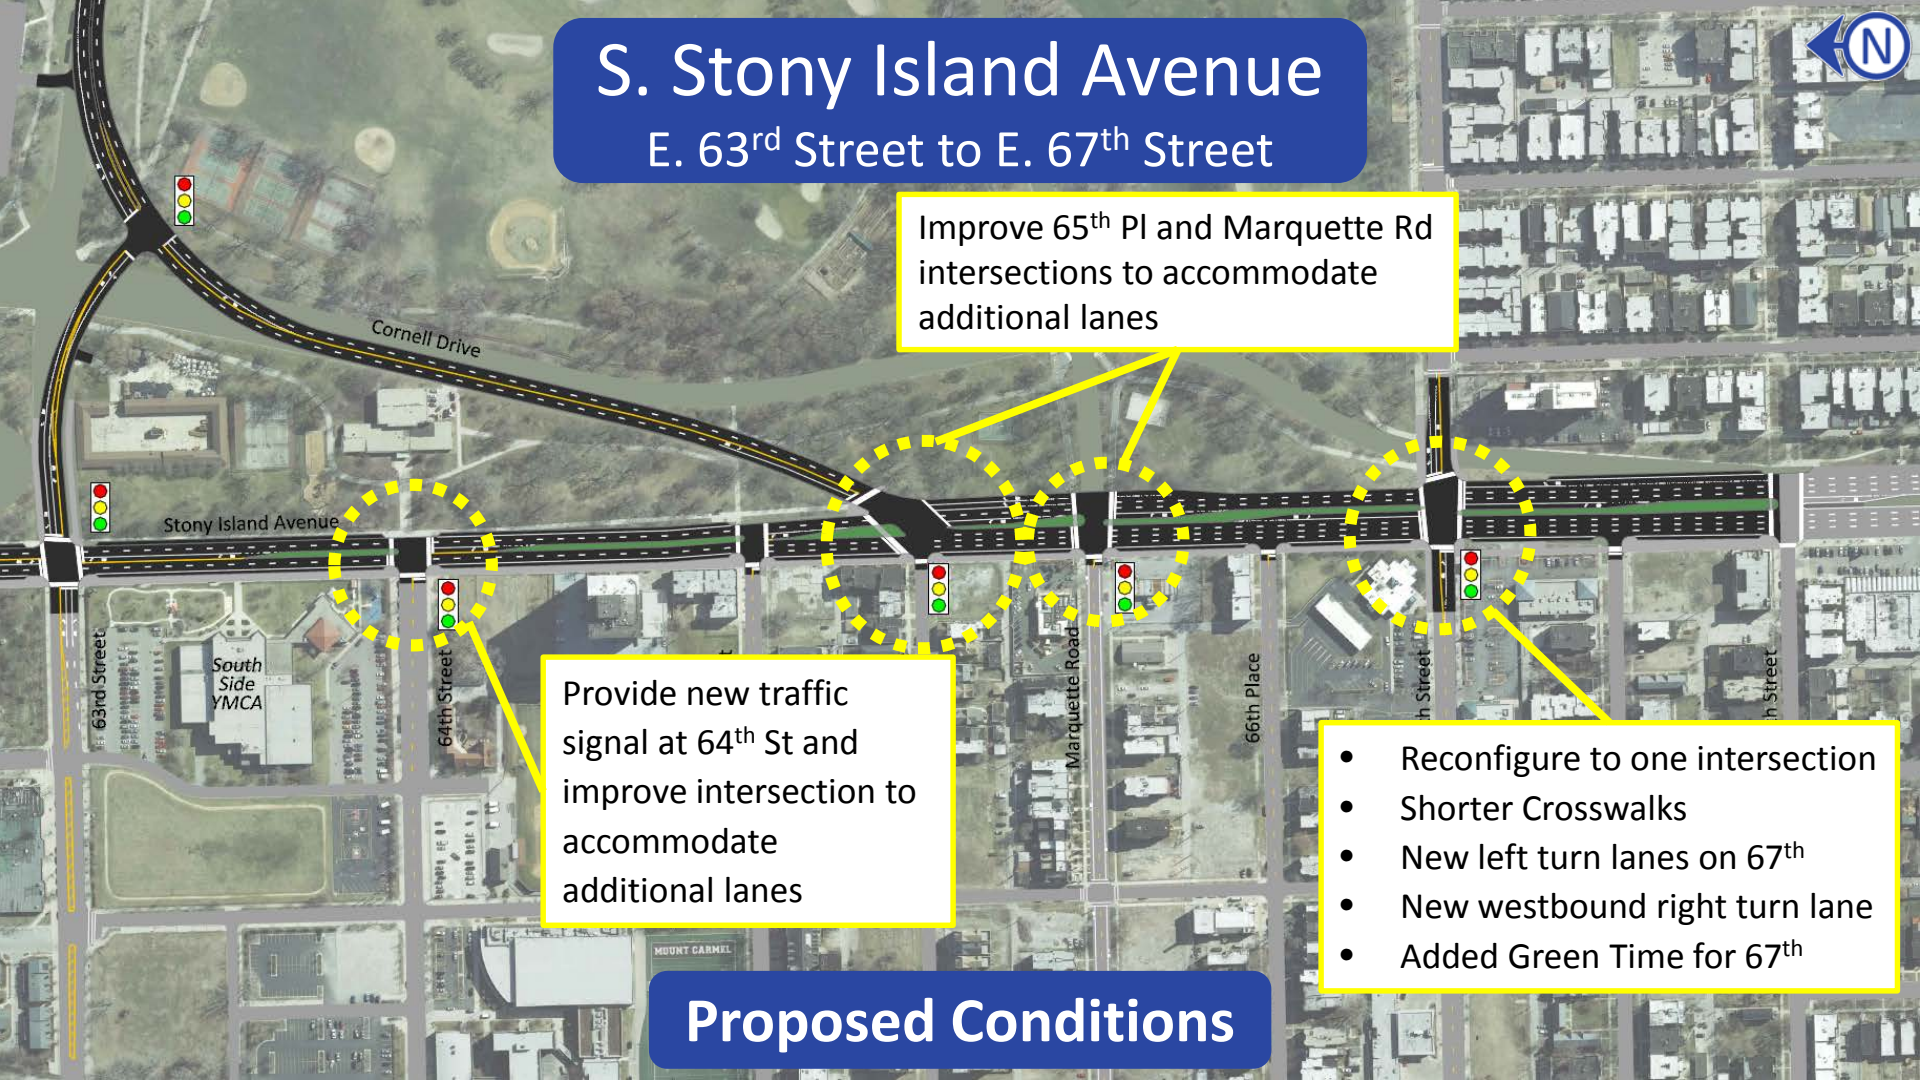 S. Stony Island Avenue
E. 63rd Street to E. 67th Street
N
Improve 65th Pl and Marquette Rd
intersections to accommodate
additional lanes
Cornell Drive
Stony Island Avenue
63rd Street
South
Side
YMCA
64th Street
Marquette Road
66th Place
Street
Street
Provide new traffic
signal at 64th St and
improve intersection to
accommodate
additional lanes
• Reconfigure to one intersection
• Shorter Crosswalks
• New left turn lanes on 67th
• New westbound right turn lane
• Added Green Time for 67th
MOUNT CARMEL
Proposed Conditions